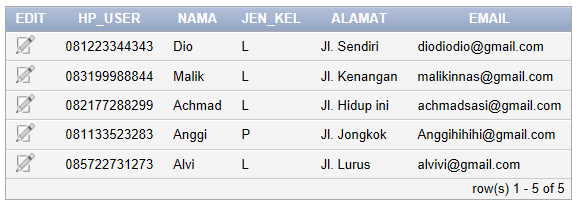 EDIT HP_USER NAMA JEN_KEL ALAMAT EMAIL
081223344343 Dio L Jl. Sendiri diodiodio@gmail.com
083199988844 Malik L Jl. Kenangan malikinnas@gmail.com
082177288299 Achmad L Jl. Hidup ini achmadsasi@gmail.com
081133523283 Anggi P Jl. Jongkok Anggihihihi@gmail.com
085722731273 Alvi L Jl. Lurus alvivi@gmail.com
row(s) 1 - 5 of 5